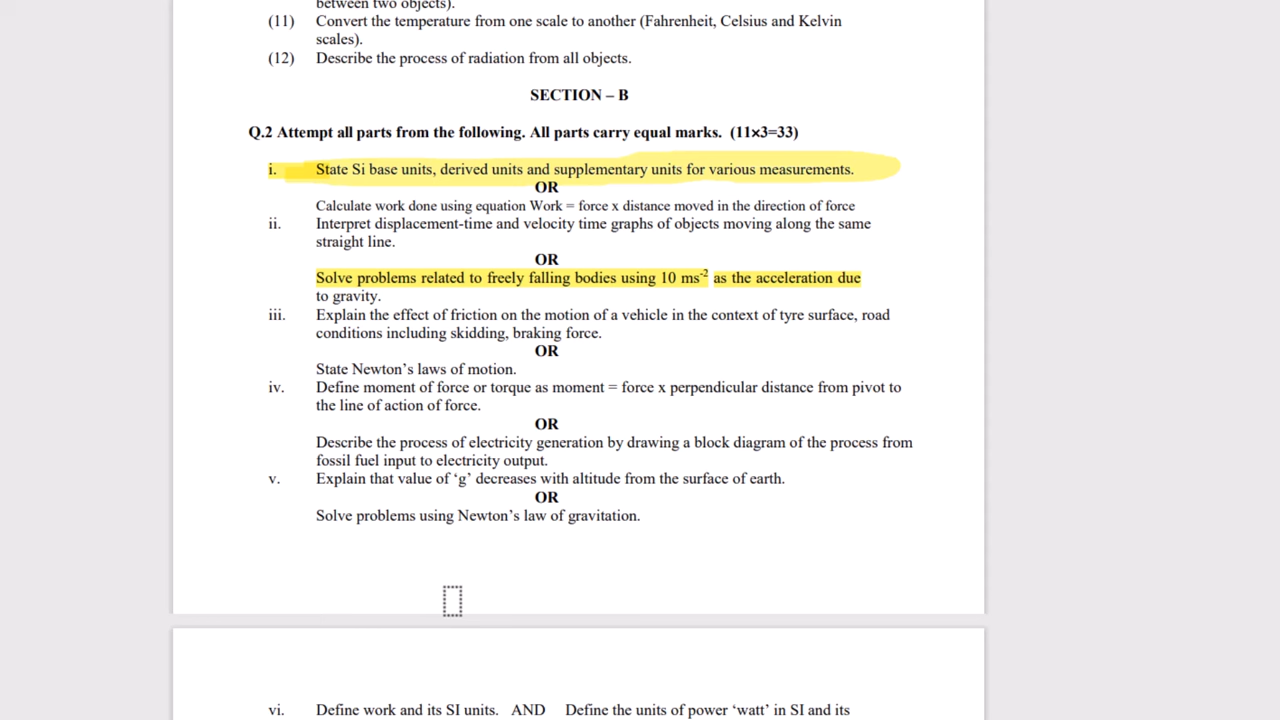 between two objects).
(11) Convert the temperature from one scale to another (Fahrenheit, Celsius and Kelvin
scales).
(12) Describe the process of radiation from all objects.
SECTION – B
Q.2 Attempt all parts from the following. All parts carry equal marks. (11×3=33)
i. State Si base units, derived units and supplementary units for various measurements.
OR
Calculate work done using equation Work = force x distance moved in the direction of force
ii. Interpret displacement-time and velocity time graphs of objects moving along the same
straight line.
OR
Solve problems related to freely falling bodies using 10 ms⁻² as the acceleration due
to gravity.
iii. Explain the effect of friction on the motion of a vehicle in the context of tyre surface, road
conditions including skidding, braking force.
OR
State Newton’s laws of motion.
iv. Define moment of force or torque as moment = force x perpendicular distance from pivot to
the line of action of force.
OR
Describe the process of electricity generation by drawing a block diagram of the process from
fossil fuel input to electricity output.
v. Explain that value of ‘g’ decreases with altitude from the surface of earth.
OR
Solve problems using Newton’s law of gravitation.
vi. Define work and its SI units. AND Define the units of power ‘watt’ in SI and its